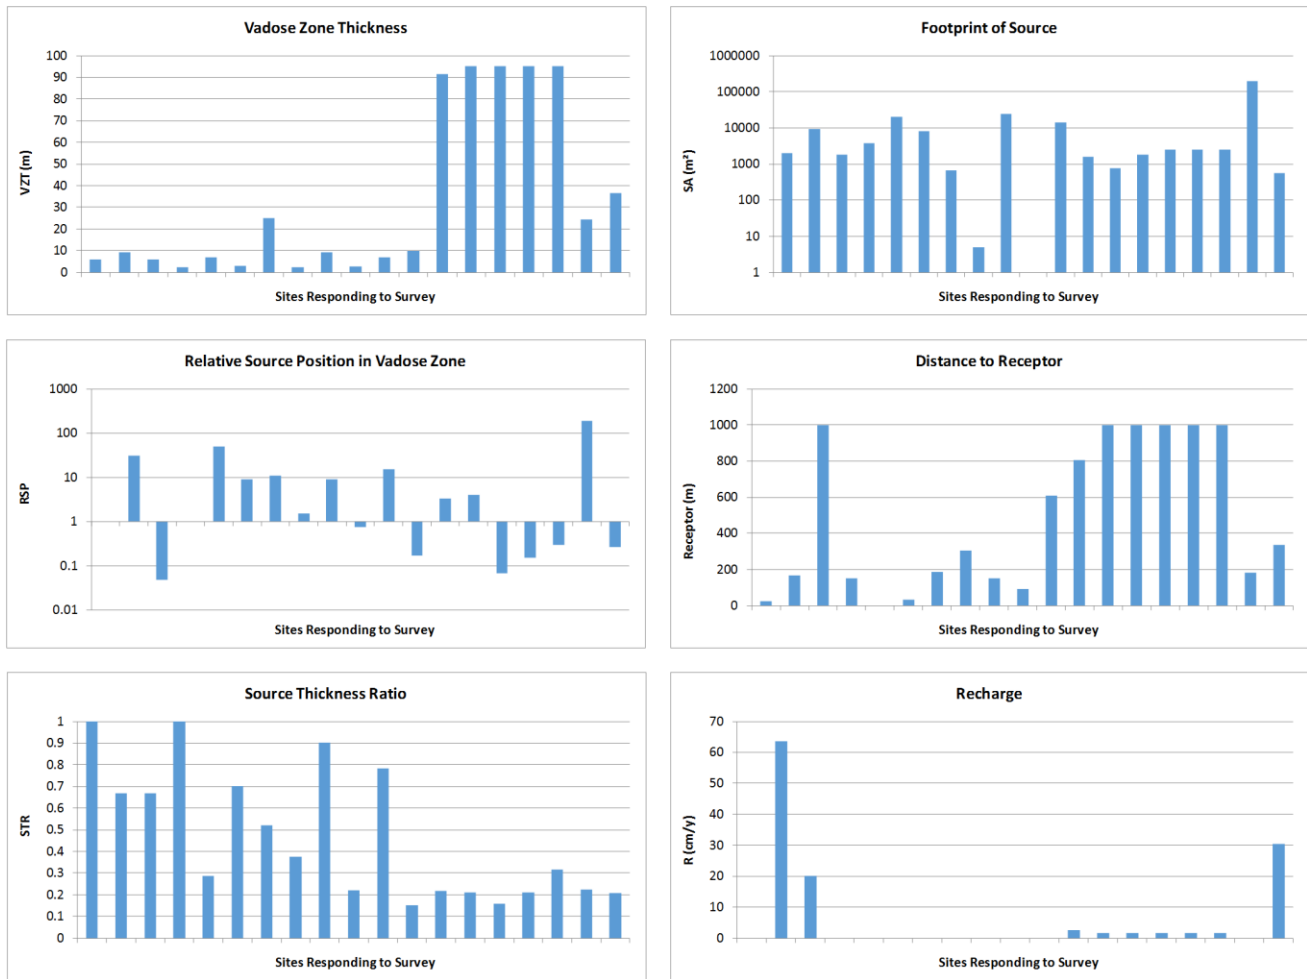 Vadose Zone Thickness
100
90
80
70
60
50
40
30
20
10
0
VZT (m)
Sites Responding to Survey
Footprint of Source
1000000
100000
10000
1000
100
10
1
SA (m²)
Sites Responding to Survey
Relative Source Position in Vadose Zone
1000
100
10
1
0.1
0.01
RSP
Sites Responding to Survey
Distance to Receptor
1200
1000
800
600
400
200
0
Receptor (m)
Sites Responding to Survey
Source Thickness Ratio
1
0.9
0.8
0.7
0.6
0.5
0.4
0.3
0.2
0.1
0
STR
Sites Responding to Survey
Recharge
70
60
50
40
30
20
10
0
R (cm/y)
Sites Responding to Survey